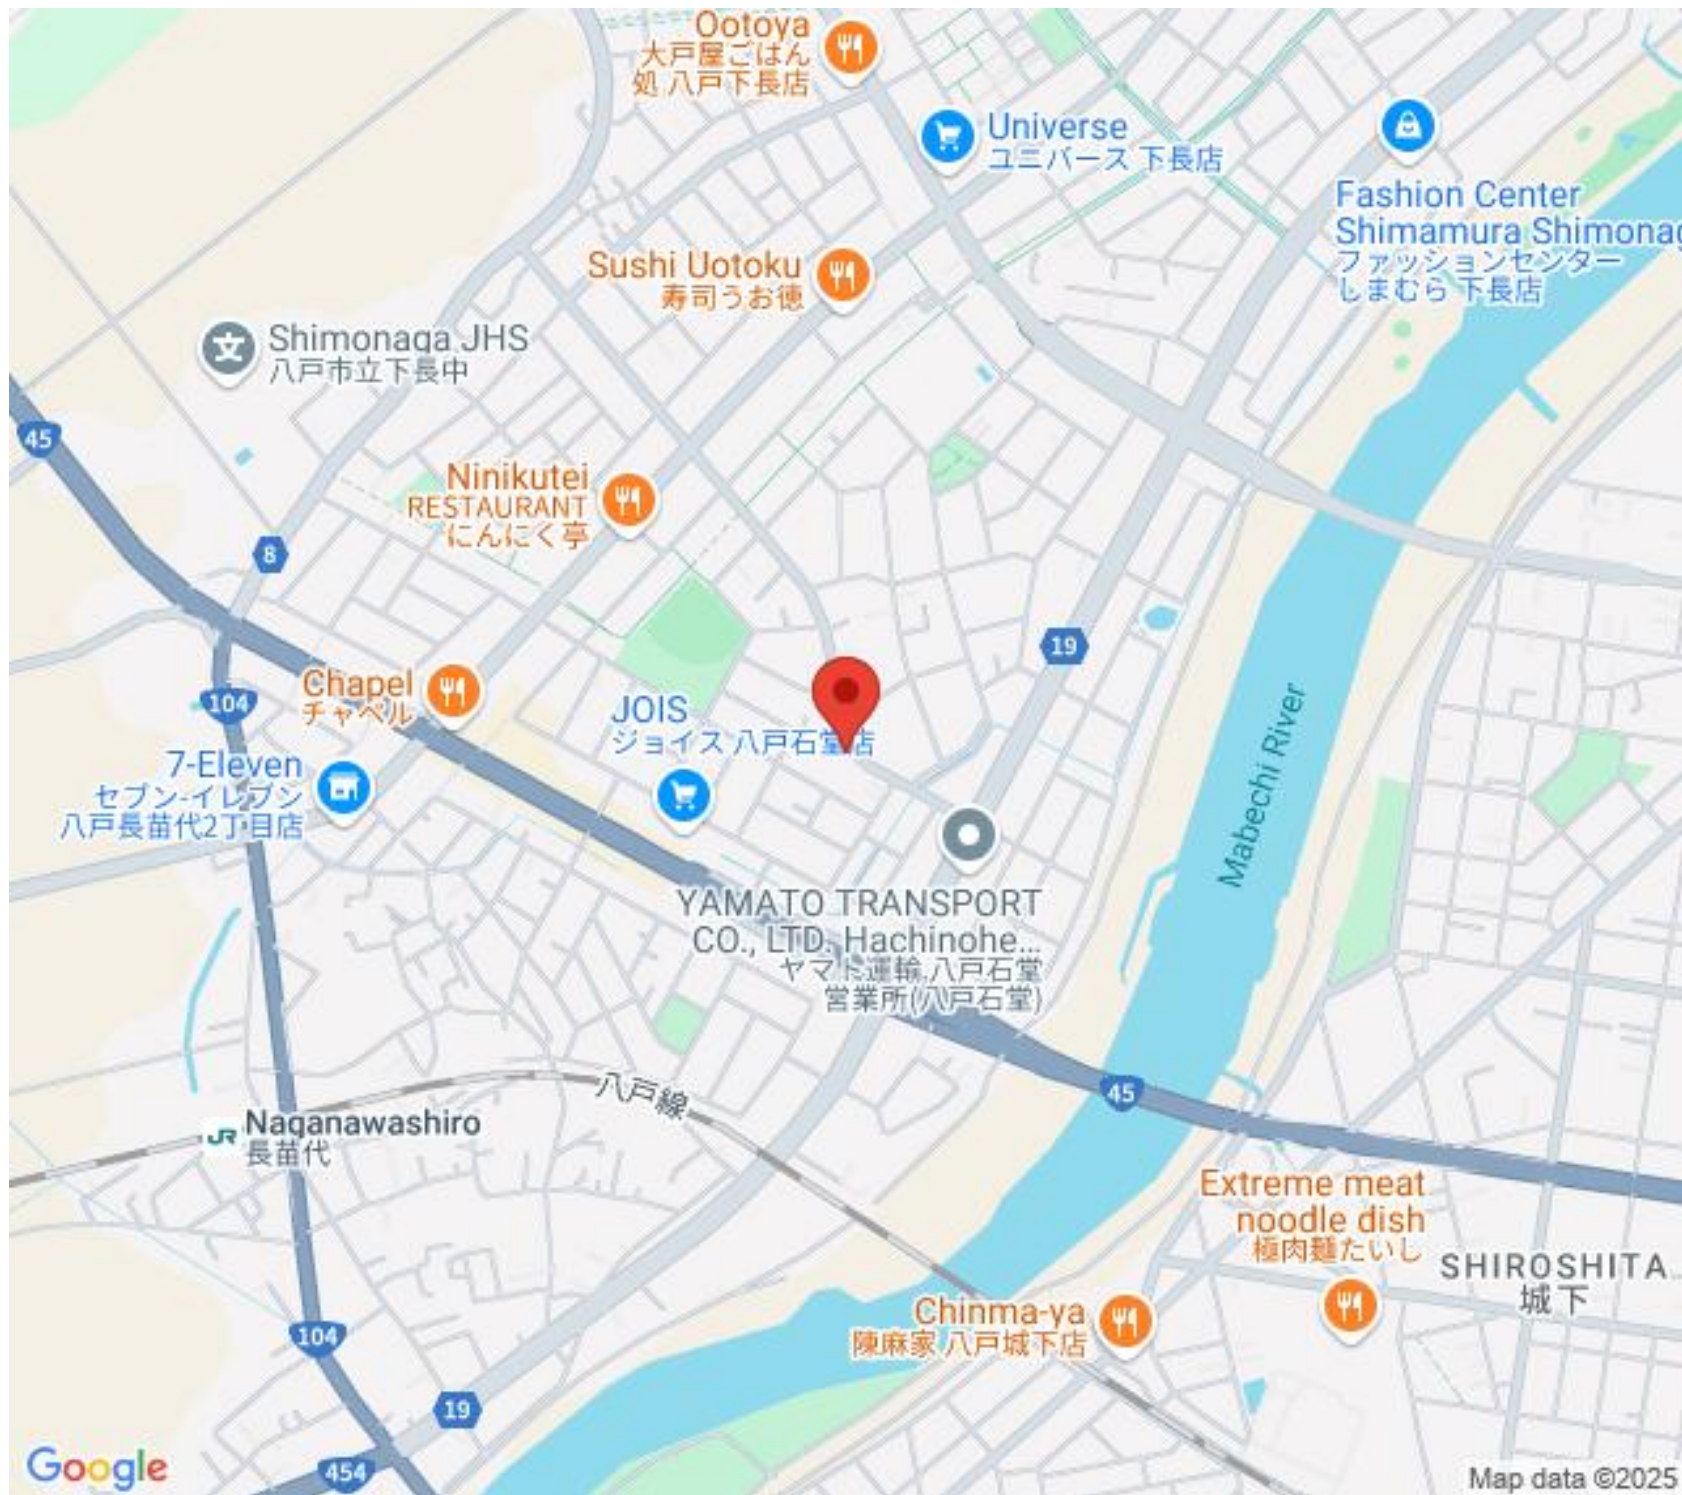 Ootoya
大戸屋ごはん
処 八戸下長店
Universe
ユニバース 下長店
Fashion Center
Shimamura Shimonag
ファッションセンター
しまむら 下長店
Sushi Uotoku
寿司うお徳
Shimonaga JHS
八戸市立下長中
45
Ninikutei
RESTAURANT
にんにく亭
8
19
104
Chapel
チャペル
JOIS
ジョイス 八戸石堂店
7-Eleven
セブン-イレブン
八戸長苗代2丁目店
Mabechi River
YAMATO TRANSPORT
CO., LTD. Hachinohe...
ヤマト運輸 八戸石堂
営業所(八戸石堂)
八戸線
45
JR
Naganawashiro
長苗代
Extreme meat
noodle dish
極肉麺たいし
SHIROSHITA
城下
Chinma-ya
陳麻家 八戸城下店
104
19
454
Google
Map data ©2025